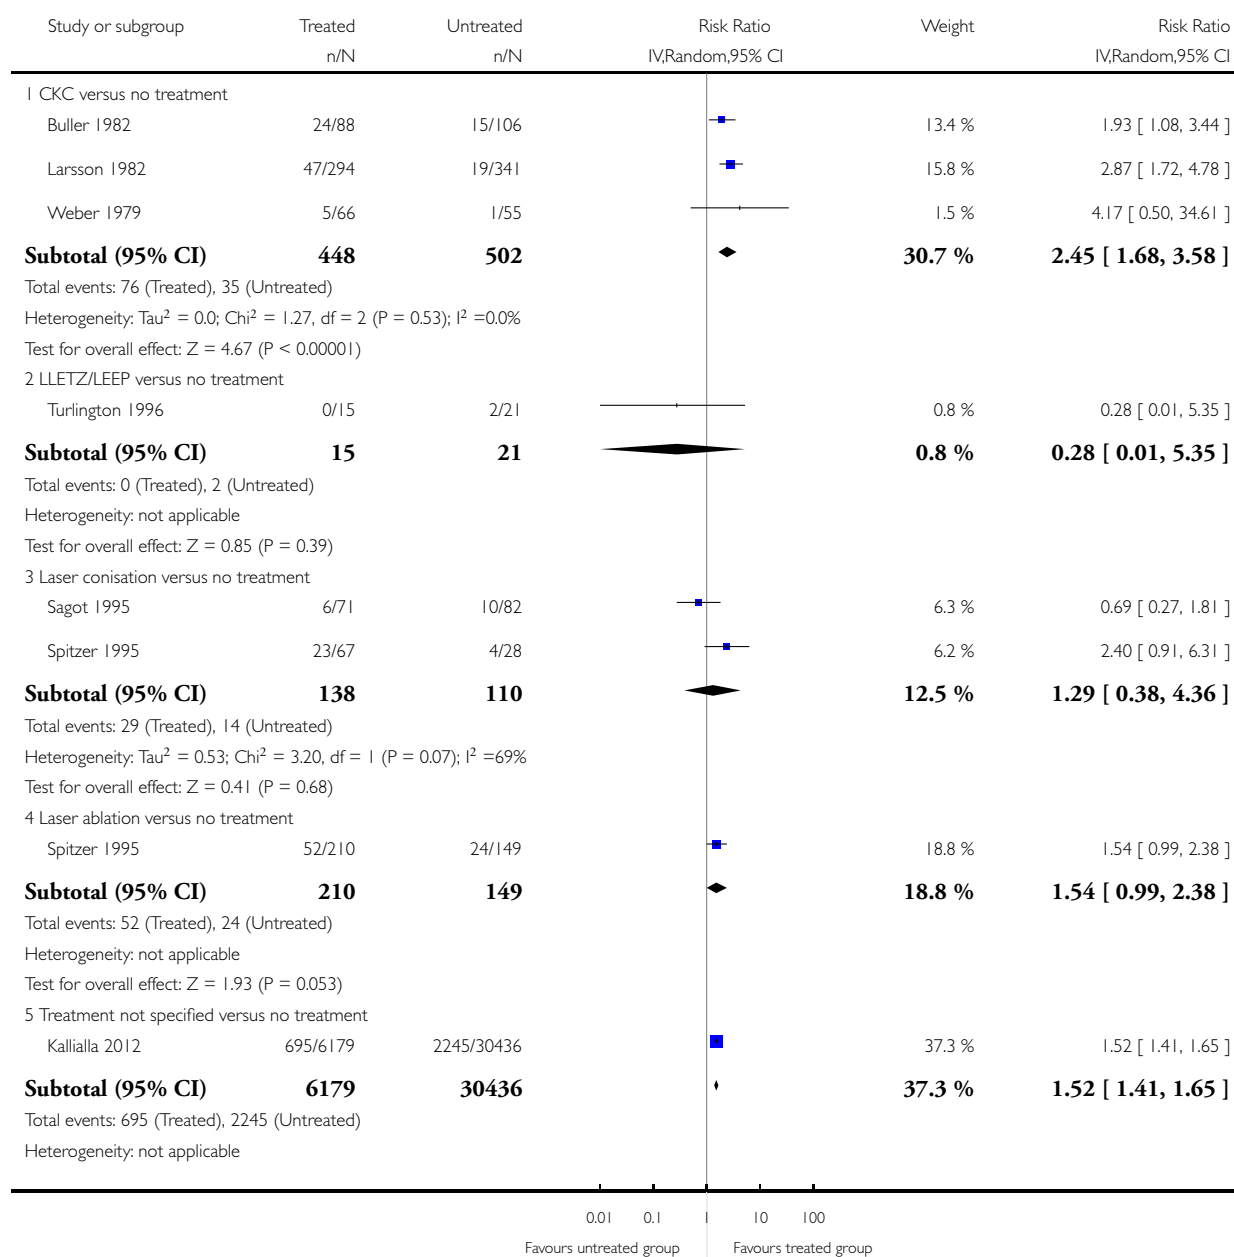 Study or subgroup Treated Untreated Risk Ratio Weight Risk Ratio
n/N n/N IV,Random,95% CI IV,Random,95% CI
1 CKC versus no treatment
Buller 1982 24/88 15/106 13.4 % 1.93 [ 1.08, 3.44 ]
Larsson 1982 47/294 19/341 15.8 % 2.87 [ 1.72, 4.78 ]
Weber 1979 5/66 1/55 1.5 % 4.17 [ 0.50, 34.61 ]
Subtotal (95% CI) 448 502 30.7 % 2.45 [ 1.68, 3.58 ]
Total events: 76 (Treated), 35 (Untreated)
Heterogeneity: Tau² = 0.0; Chi² = 1.27, df = 2 (P = 0.53); I² =0.0%
Test for overall effect: Z = 4.67 (P < 0.00001)
2 LLETZ/LEEP versus no treatment
Turlington 1996 0/15 2/21 0.8 % 0.28 [ 0.01, 5.35 ]
Subtotal (95% CI) 15 21 0.8 % 0.28 [ 0.01, 5.35 ]
Total events: 0 (Treated), 2 (Untreated)
Heterogeneity: not applicable
Test for overall effect: Z = 0.85 (P = 0.39)
3 Laser conisation versus no treatment
Sagot 1995 6/71 10/82 6.3 % 0.69 [ 0.27, 1.81 ]
Spitzer 1995 23/67 4/28 6.2 % 2.40 [ 0.91, 6.31 ]
Subtotal (95% CI) 138 110 12.5 % 1.29 [ 0.38, 4.36 ]
Total events: 29 (Treated), 14 (Untreated)
Heterogeneity: Tau² = 0.53; Chi² = 3.20, df = 1 (P = 0.07); I² =69%
Test for overall effect: Z = 0.41 (P = 0.68)
4 Laser ablation versus no treatment
Spitzer 1995 52/210 24/149 18.8 % 1.54 [ 0.99, 2.38 ]
Subtotal (95% CI) 210 149 18.8 % 1.54 [ 0.99, 2.38 ]
Total events: 52 (Treated), 24 (Untreated)
Heterogeneity: not applicable
Test for overall effect: Z = 1.93 (P = 0.053)
5 Treatment not specified versus no treatment
Kallialla 2012 695/6179 2245/30436 37.3 % 1.52 [ 1.41, 1.65 ]
Subtotal (95% CI) 6179 30436 37.3 % 1.52 [ 1.41, 1.65 ]
Total events: 695 (Treated), 2245 (Untreated)
Heterogeneity: not applicable
0.01 0.1 1 10 100
Favours untreated group Favours treated group